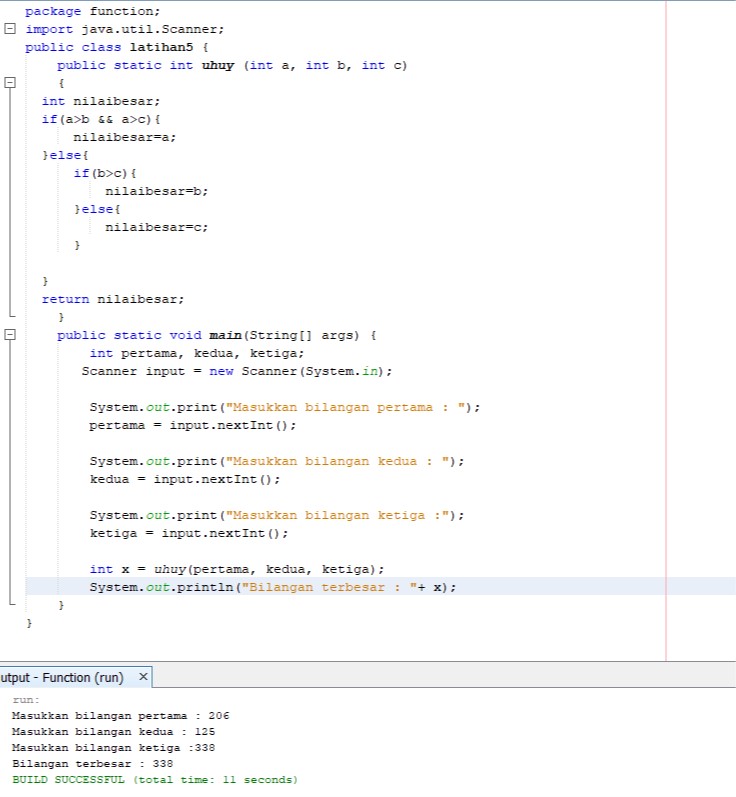 package function;
import java.util.Scanner;
public class latihan5 {
    public static int uhuy (int a, int b, int c)
    {
  int nilaibesar;
  if(a>b && a>c){
      nilaibesar=a;
  }else{
      if(b>c){
          nilaibesar=b;
      }else{
          nilaibesar=c;
      }
  }
  return nilaibesar;
    }
    public static void main(String[] args) {
        int pertama, kedua, ketiga;
       Scanner input = new Scanner(System.in);
        System.out.print("Masukkan bilangan pertama : ");
        pertama = input.nextInt();
        System.out.print("Masukkan bilangan kedua : ");
        kedua = input.nextInt();
        System.out.print("Masukkan bilangan ketiga :");
        ketiga = input.nextInt();
        int x = uhuy(pertama, kedua, ketiga);
        System.out.println("Bilangan terbesar : "+ x);
    }
}
utput - Function (run) ×
run:
Masukkan bilangan pertama : 206
Masukkan bilangan kedua : 125
Masukkan bilangan ketiga :338
Bilangan terbesar : 338
BUILD SUCCESSFUL (total time: 11 seconds)